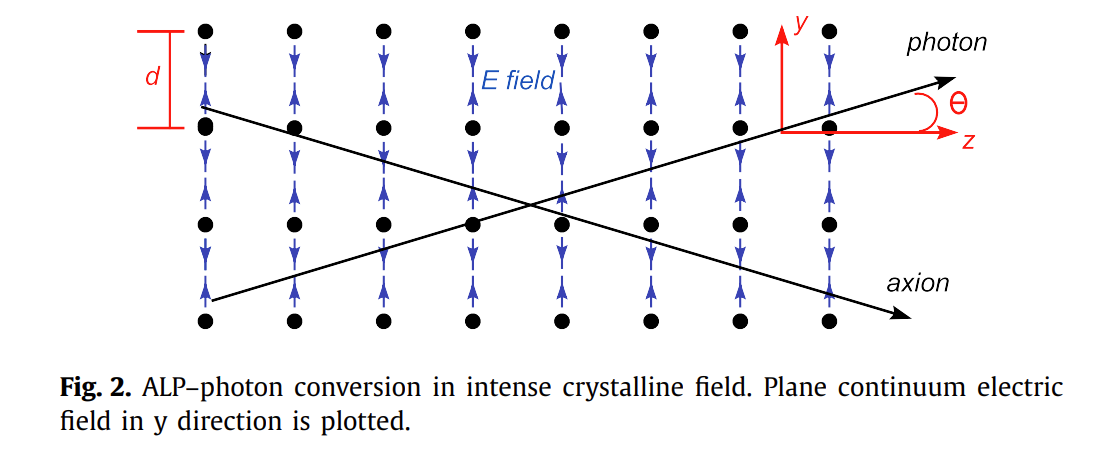 y
photon
d
E field
θ
z
axion
Fig. 2. ALP–photon conversion in intense crystalline field. Plane continuum electric
field in y direction is plotted.